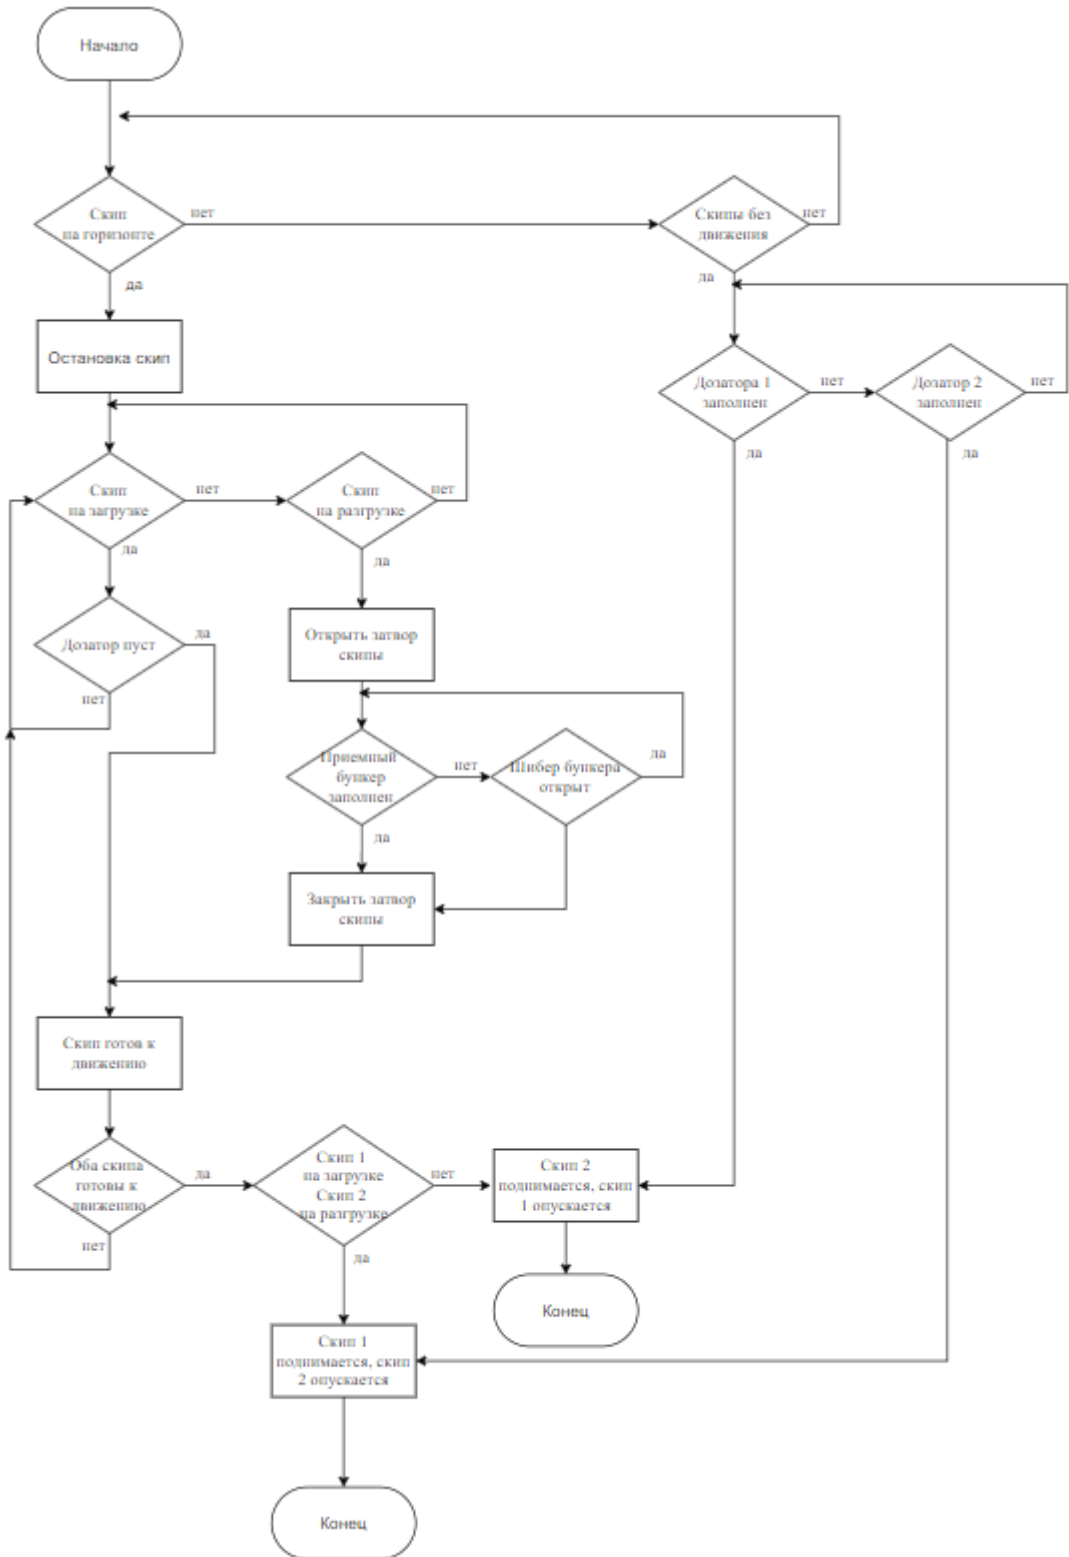 Начало
Скип
на горизонте
нет
Скипы без
движения
нет
да
да
Остановка скип
Дозатора 1
заполнен
нет
Дозатор 2
заполнен
нет
да
да
Скип
на загрузке
нет
Скип
на разгрузке
нет
да
да
Дозатор пуст
да
нет
Открыть затвор
скипы
Приемный
бункер
заполнен
нет
Шибер бункера
открыт
да
да
Закрыть затвор
скипы
Скип готов к
движению
Оба скипа
готовы к
движению
да
нет
Скип 1
на загрузке
Скип 2
на разгрузке
нет
да
Скип 2
поднимается, скип
1 опускается
Конец
Скип 1
поднимается, скип
2 опускается
Конец